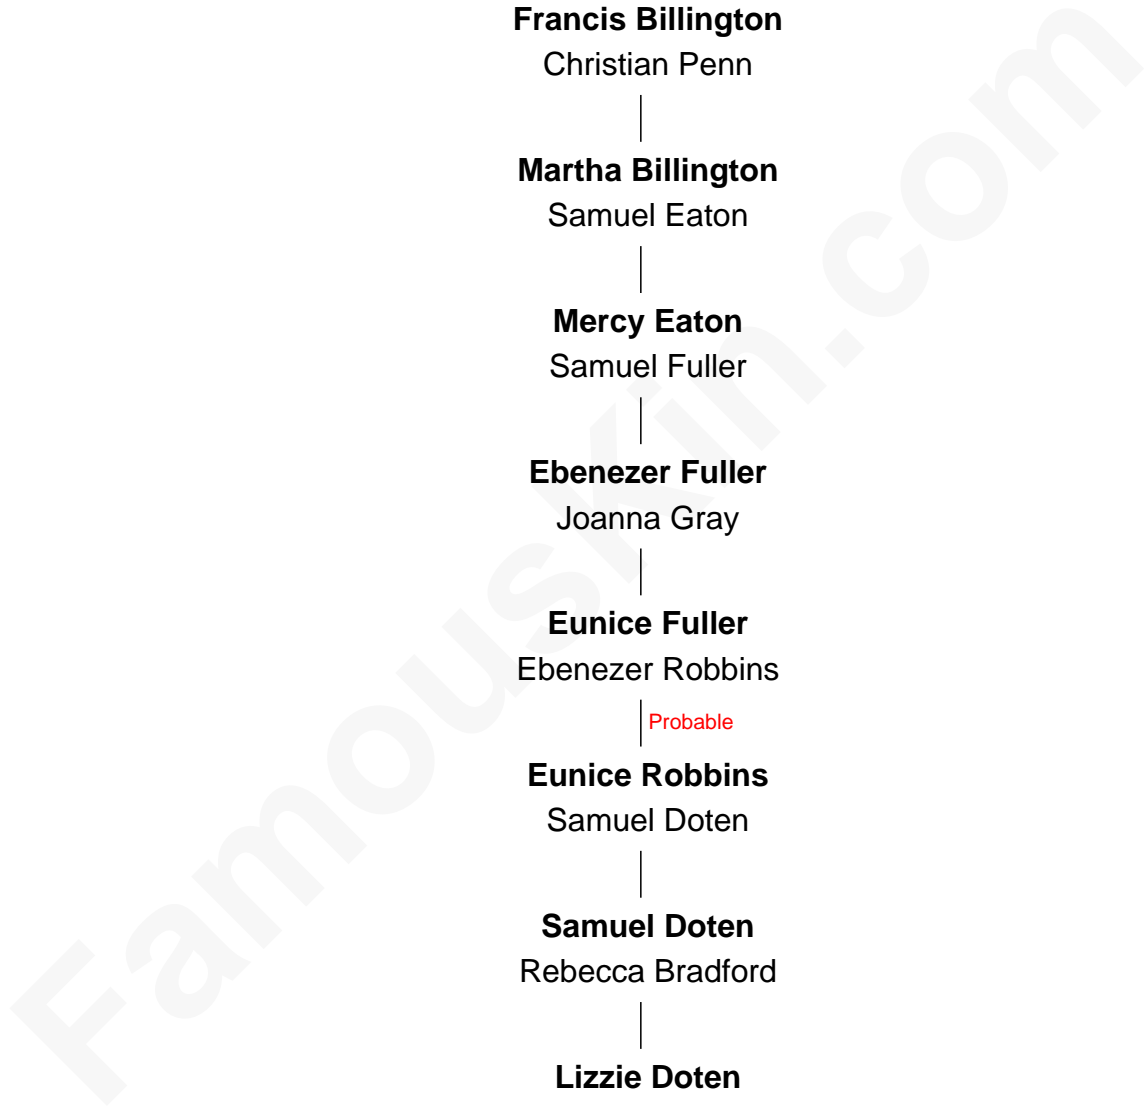 Francis Billington
Christian Penn
Martha Billington
Samuel Eaton
Mercy Eaton
Samuel Fuller
Ebenezer Fuller
Joanna Gray
Eunice Fuller
Ebenezer Robbins
Probable
Eunice Robbins
Samuel Doten
Samuel Doten
Rebecca Bradford
Lizzie Doten
FamousKin.com